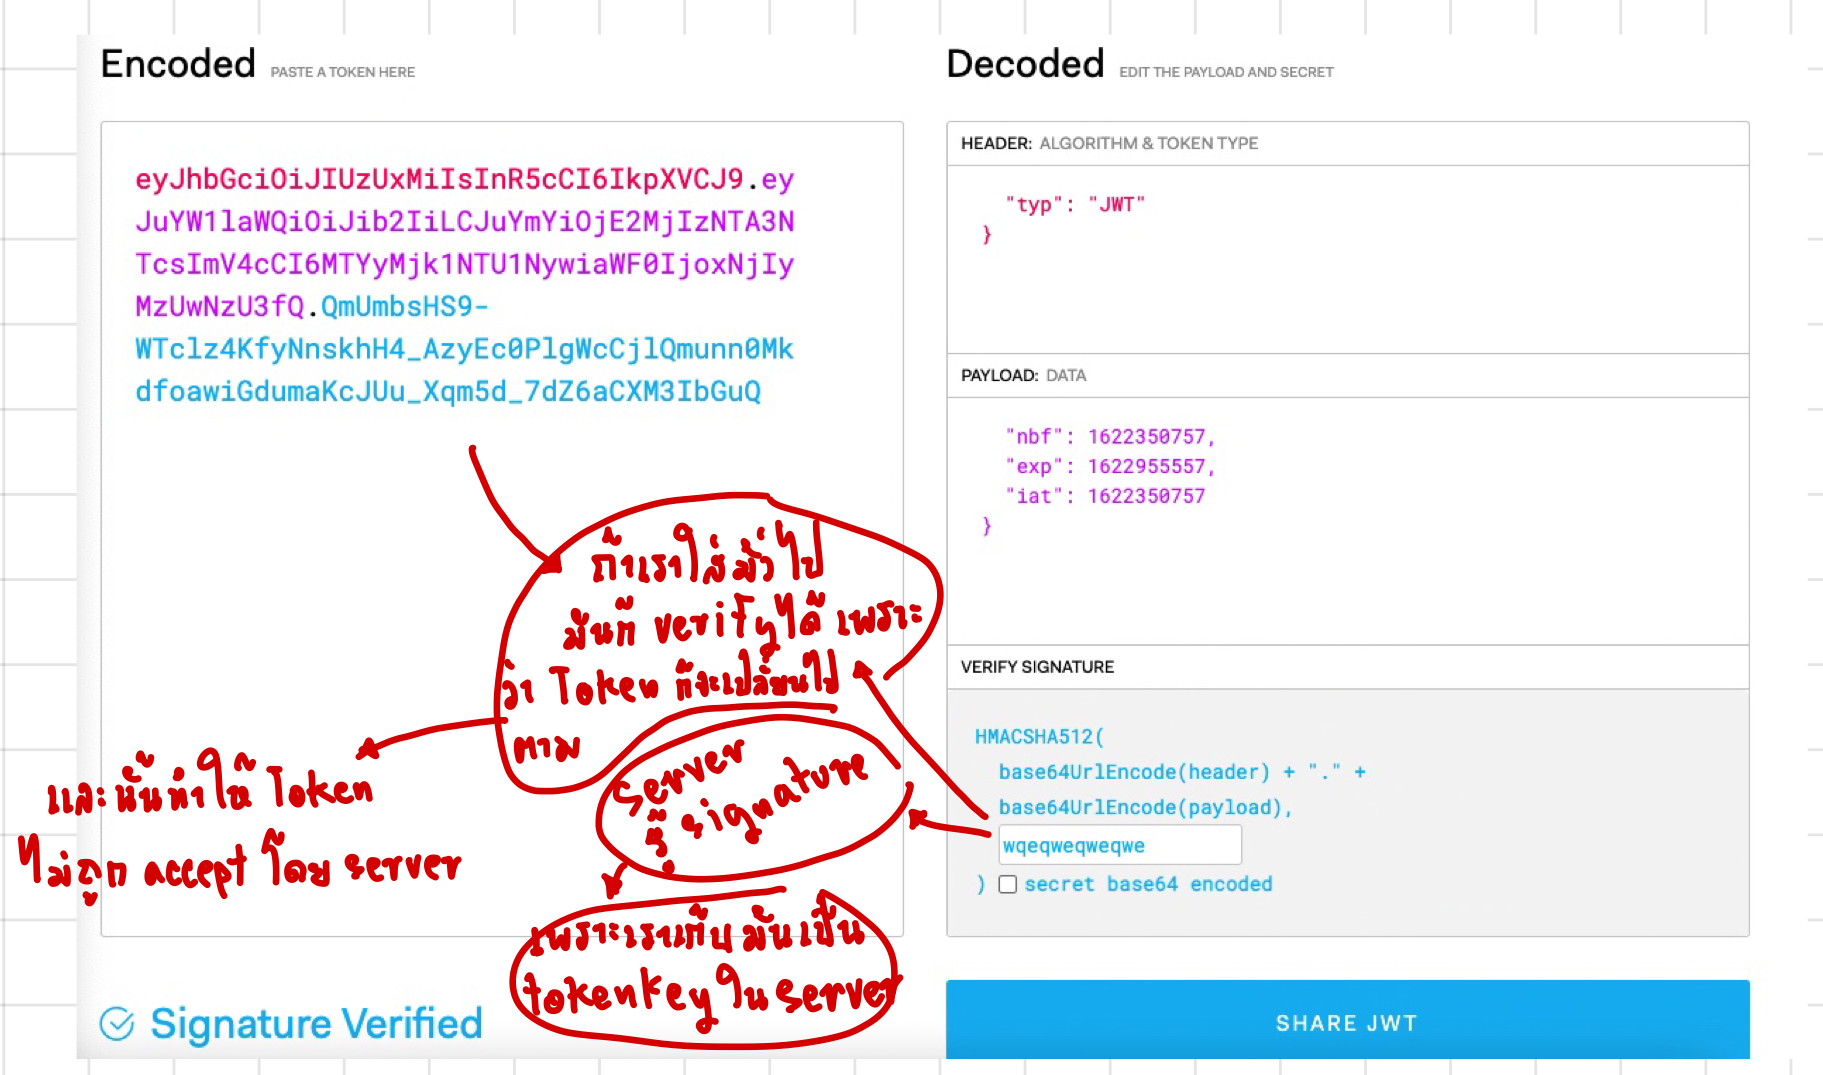 Encoded PASTE A TOKEN HERE
eyJhbGciOiJIUzUxMiIsInR5cCI6IkpXVCJ9.ey
JuYW1laWQiOiJib2IiLCJuYmYiOjE2MjIzNTA3N
TcsImV4cCI6MTYyMjk1NTU1NywiaWF0IjoxNjIy
MzUwNzU3fQ.QmUmbsHS9-
WTclz4KfyNnskhH4_AzyEc0PlgWcCjlQmunn0Mk
dfoawiGdumaKcJUu_Xqm5d_7dZ6aCXM3IbGuQ
ถ้าเราใส่มั่วไป
มันก็ verify ได้ เพราะ
ว่า Token ก็จะเปลี่ยนไป
ตาม
และนั่นทำให้ Token
ไม่ถูก accept โดย server
server
รู้ signature
เพราะเราเก็บมันเป็น
tokenkey ใน server
Signature Verified
Decoded EDIT THE PAYLOAD AND SECRET
HEADER: ALGORITHM & TOKEN TYPE
"typ": "JWT"
}
PAYLOAD: DATA
"nbf": 1622350757,
"exp": 1622955557,
"iat": 1622350757
}
VERIFY SIGNATURE
HMACSHA512(
base64UrlEncode(header) + "." +
base64UrlEncode(payload),
wqeqweqweqwe
) secret base64 encoded
SHARE JWT